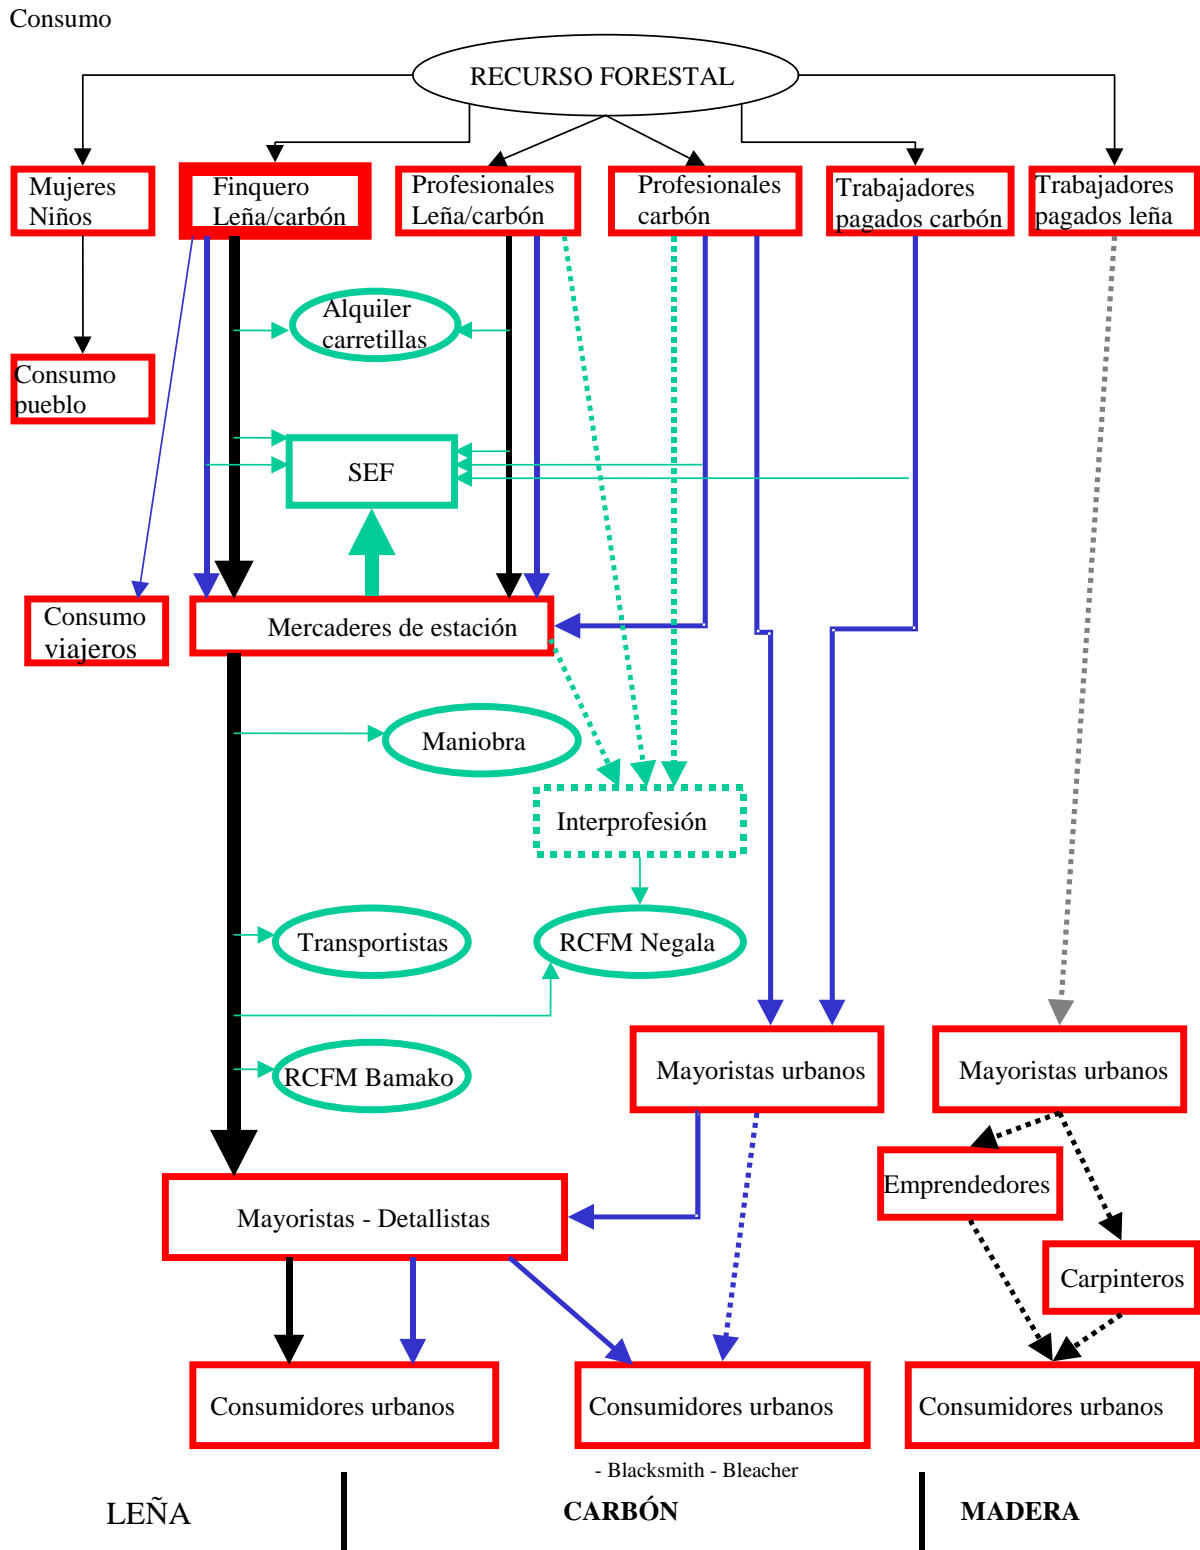 Consumo
RECURSO FORESTAL
Mujeres
Niños
Finquero
Leña/carbón
Profesionales
Leña/carbón
Profesionales
carbón
Trabajadores
pagados carbón
Trabajadores
pagados leña
Alquiler
carretillas
Consumo
pueblo
SEF
Consumo
viajeros
Mercaderes de estación
Maniobra
Interprofesión
Transportistas
RCFM Negala
RCFM Bamako
Mayoristas urbanos
Mayoristas urbanos
Emprendedores
Mayoristas - Detallistas
Carpinteros
Consumidores urbanos
Consumidores urbanos
Consumidores urbanos
- Blacksmith - Bleacher
LEÑA
CARBÓN
MADERA